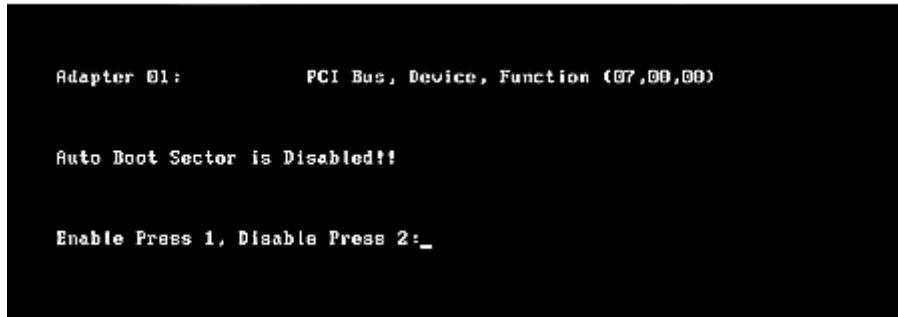 Adapter 01: PCI Bus, Device, Function (07,00,00)
Auto Boot Sector is Disabled!!
Enable Press 1, Disable Press 2:_